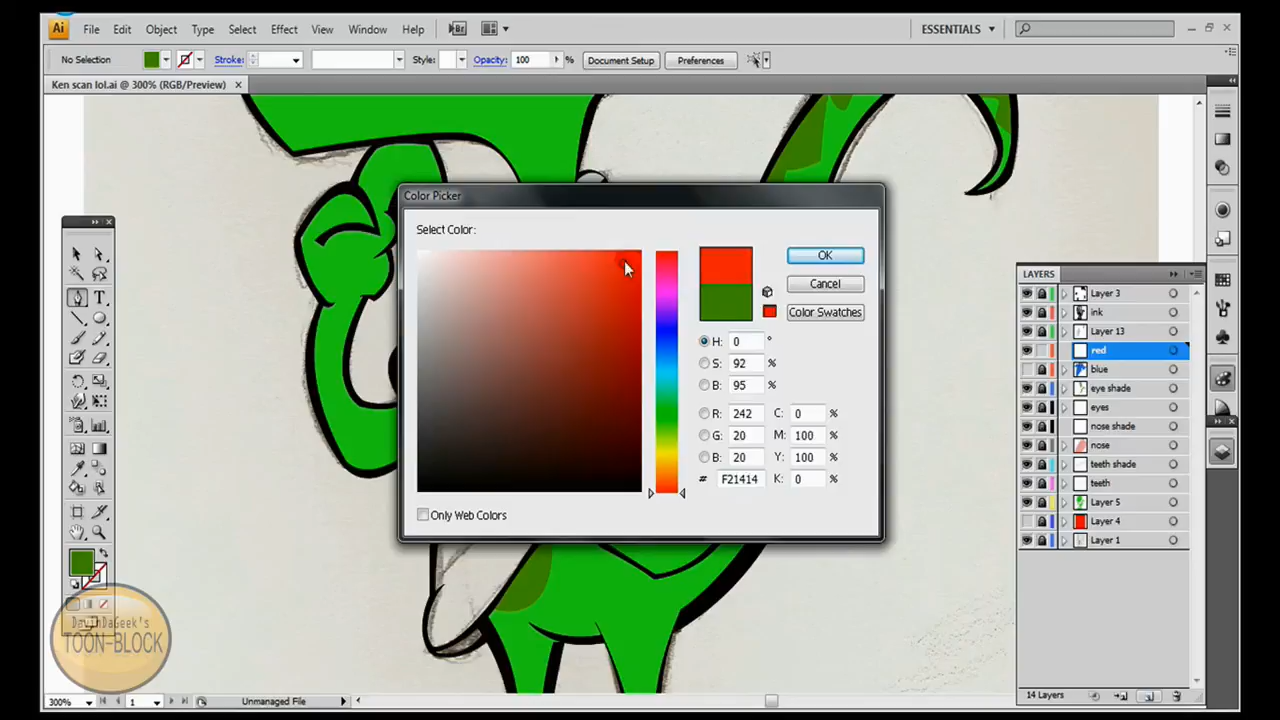 Ai File Edit Object Type Select Effect View Window Help Br ESSENTIALS
No Selection Stroke: Style: Opacity: 100 % Document Setup Preferences
Ken scan lol.ai @ 300% (RGB/Preview)
Color Picker
Select Color:
OK
Cancel
Color Swatches
H: 0 °
S: 92 %
B: 95 %
R: 242 C: 0 %
G: 20 M: 100 %
B: 20 Y: 100 %
# F21414 K: 0 %
Only Web Colors
LAYERS
Layer 3
ink
Layer 13
red
blue
eye shade
eyes
nose shade
nose
teeth shade
teeth
Layer 5
Layer 4
Layer 1
14 Layers
DavinDaGeek's
TOON-BLOCK
300% 1 Unmanaged File